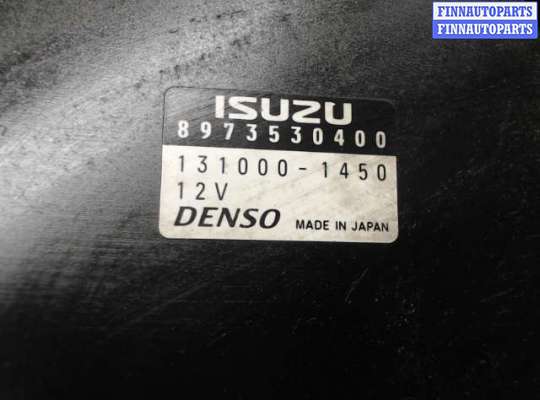 FINNAUTOPARTS
FINNAUTOPARTS
ISUZU
8973530400
131000-1450
12V
DENSO MADE IN JAPAN